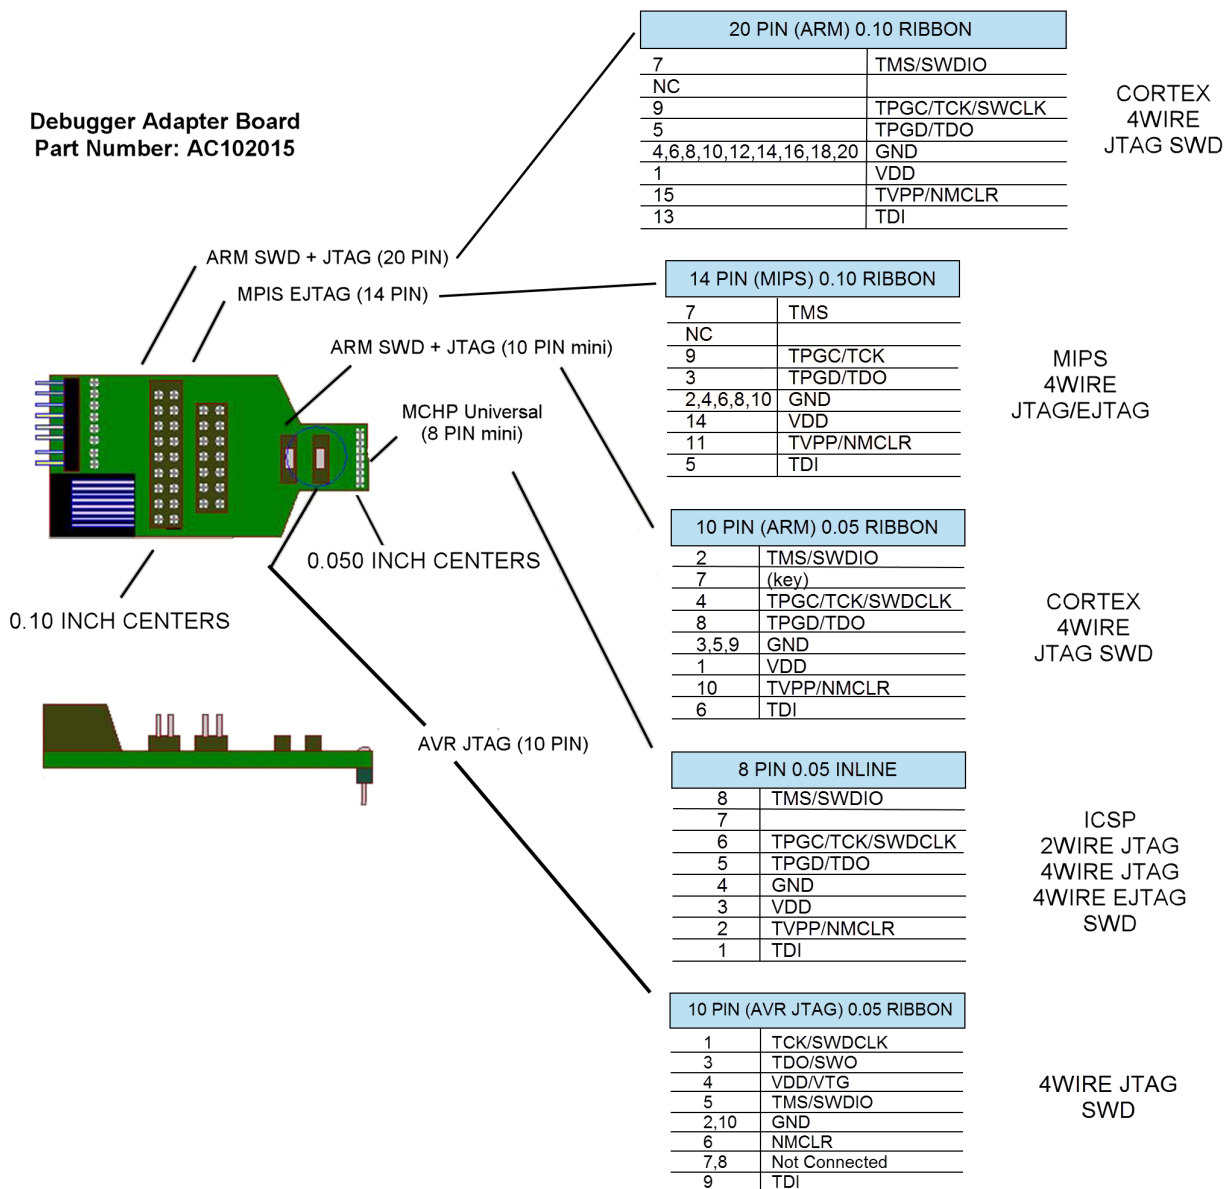 Debugger Adapter Board
Part Number: AC102015
ARM SWD + JTAG (20 PIN)
MPIS EJTAG (14 PIN)
ARM SWD + JTAG (10 PIN mini)
MCHP Universal
(8 PIN mini)
0.050 INCH CENTERS
0.10 INCH CENTERS
AVR JTAG (10 PIN)
20 PIN (ARM) 0.10 RIBBON
7 TMS/SWDIO
NC
9 TPGC/TCK/SWCLK
5 TPGD/TDO
4,6,8,10,12,14,16,18,20 GND
1 VDD
15 TVPP/NMCLR
13 TDI
CORTEX
4WIRE
JTAG SWD
14 PIN (MIPS) 0.10 RIBBON
7 TMS
NC
9 TPGC/TCK
3 TPGD/TDO
2,4,6,8,10 GND
14 VDD
11 TVPP/NMCLR
5 TDI
MIPS
4WIRE
JTAG/EJTAG
10 PIN (ARM) 0.05 RIBBON
2 TMS/SWDIO
7 (key)
4 TPGC/TCK/SWDCLK
8 TPGD/TDO
3,5,9 GND
1 VDD
10 TVPP/NMCLR
6 TDI
CORTEX
4WIRE
JTAG SWD
8 PIN 0.05 INLINE
8 TMS/SWDIO
7
6 TPGC/TCK/SWDCLK
5 TPGD/TDO
4 GND
3 VDD
2 TVPP/NMCLR
1 TDI
ICSP
2WIRE JTAG
4WIRE JTAG
4WIRE EJTAG
SWD
10 PIN (AVR JTAG) 0.05 RIBBON
1 TCK/SWDCLK
3 TDO/SWO
4 VDD/VTG
5 TMS/SWDIO
2,10 GND
6 NMCLR
7,8 Not Connected
9 TDI
4WIRE JTAG
SWD